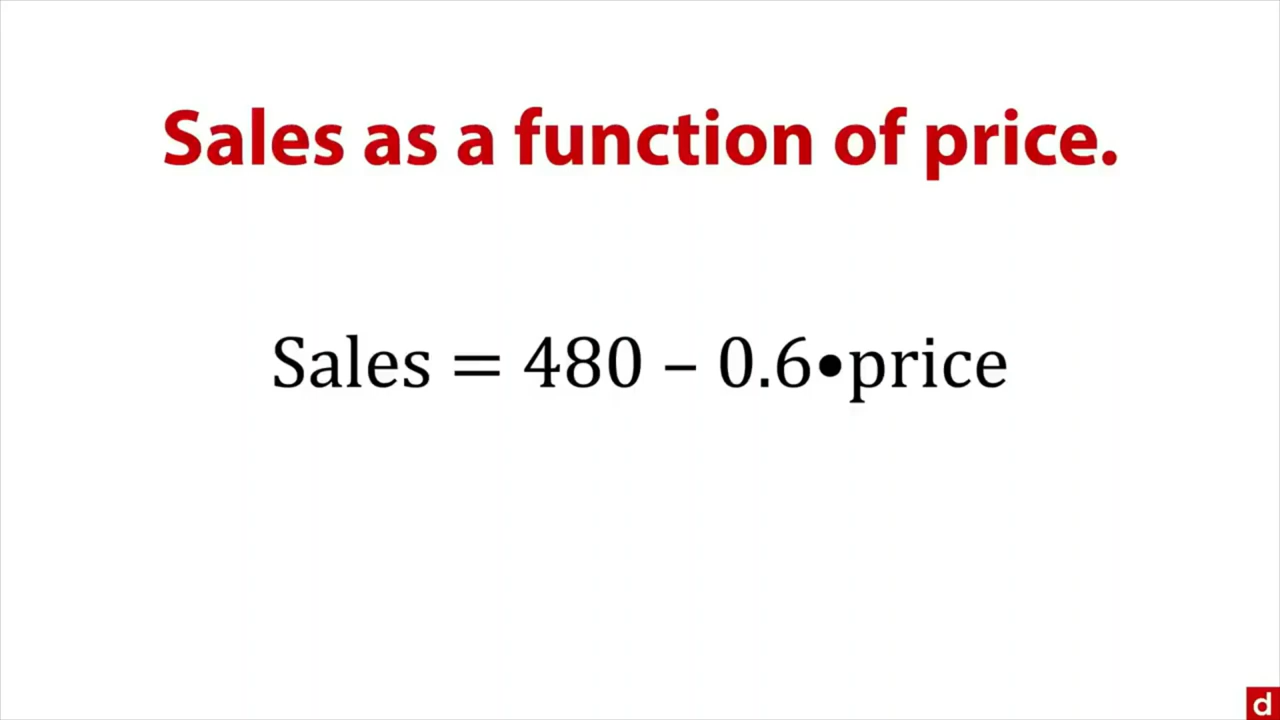 Sales as a function of price.
Sales = 480 – 0.6•price
d